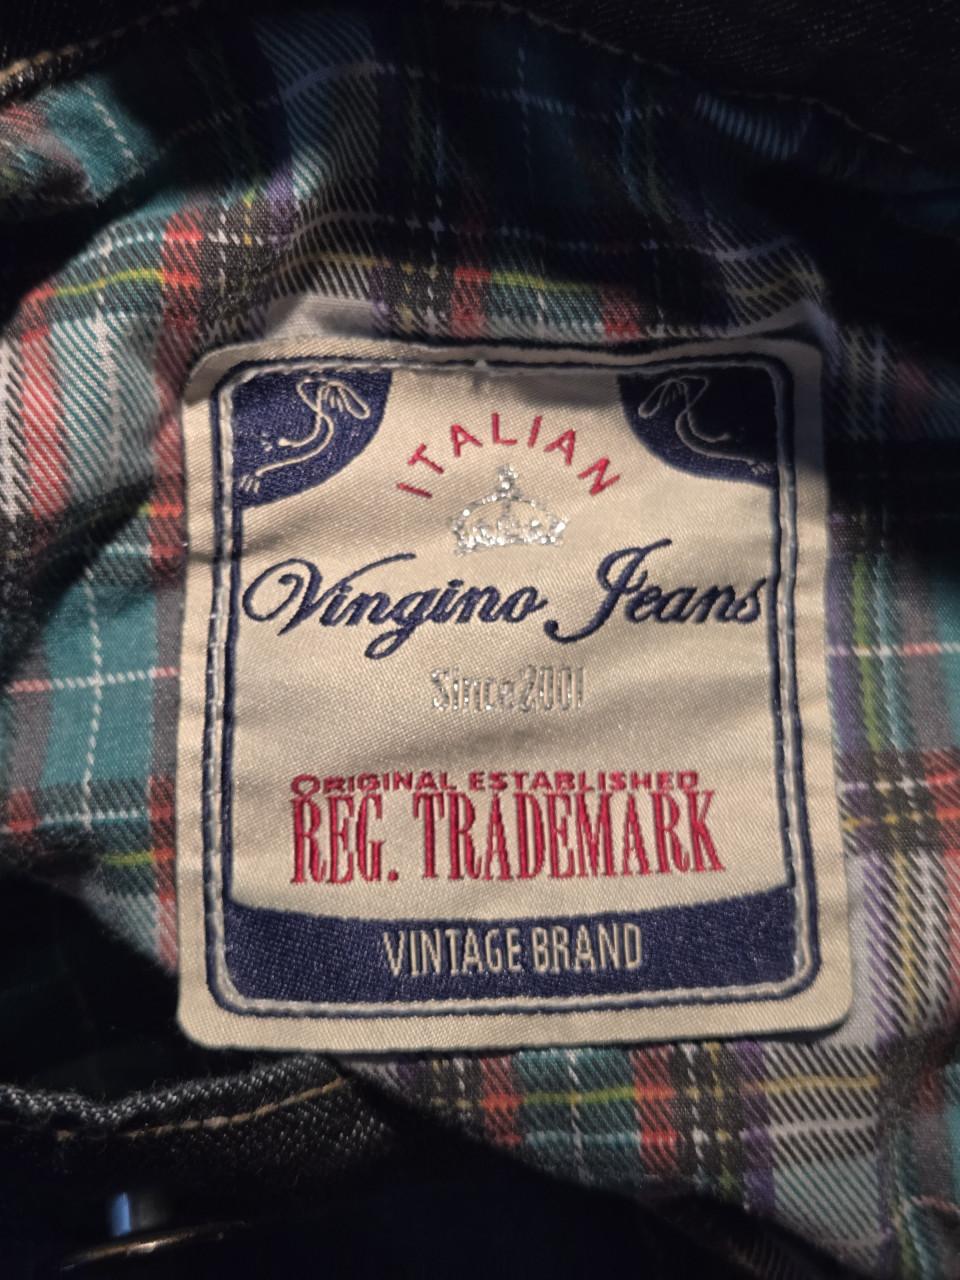 ITALIAN
Vingino Jeans
Since 2001
ORIGINAL ESTABLISHED
REG. TRADEMARK
VINTAGE BRAND